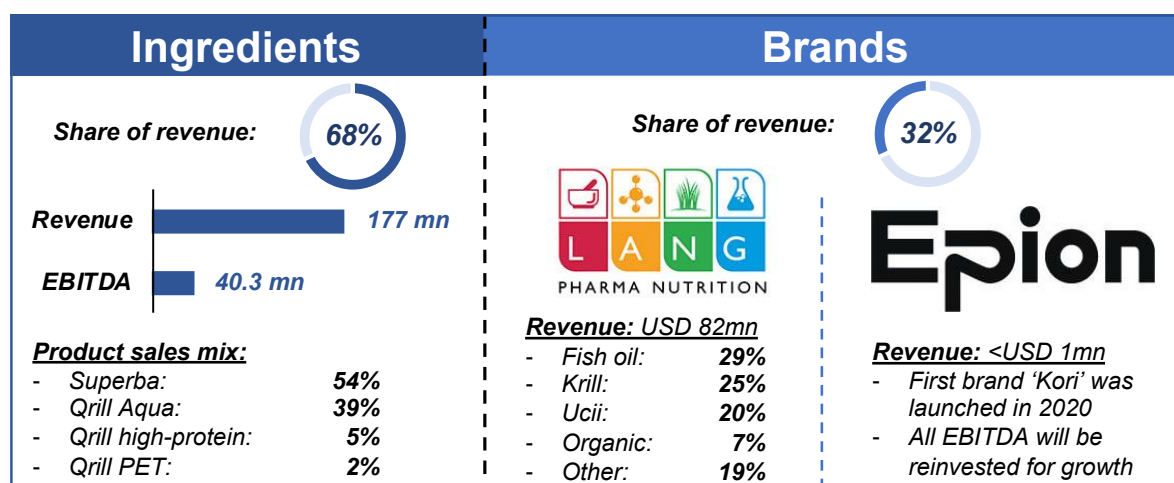 Ingredients
Share of revenue:
68%
Revenue 177 mn
EBITDA 40.3 mn
Product sales mix:
- Superba: 54%
- Qrill Aqua: 39%
- Qrill high-protein: 5%
- Qrill PET: 2%
Brands
Share of revenue:
32%
LANG
PHARMA NUTRITION
Revenue: USD 82mn
- Fish oil: 29%
- Krill: 25%
- Ucii: 20%
- Organic: 7%
- Other: 19%
Epion
Revenue: <USD 1mn
- First brand ‘Kori’ was
launched in 2020
- All EBITDA will be
reinvested for growth